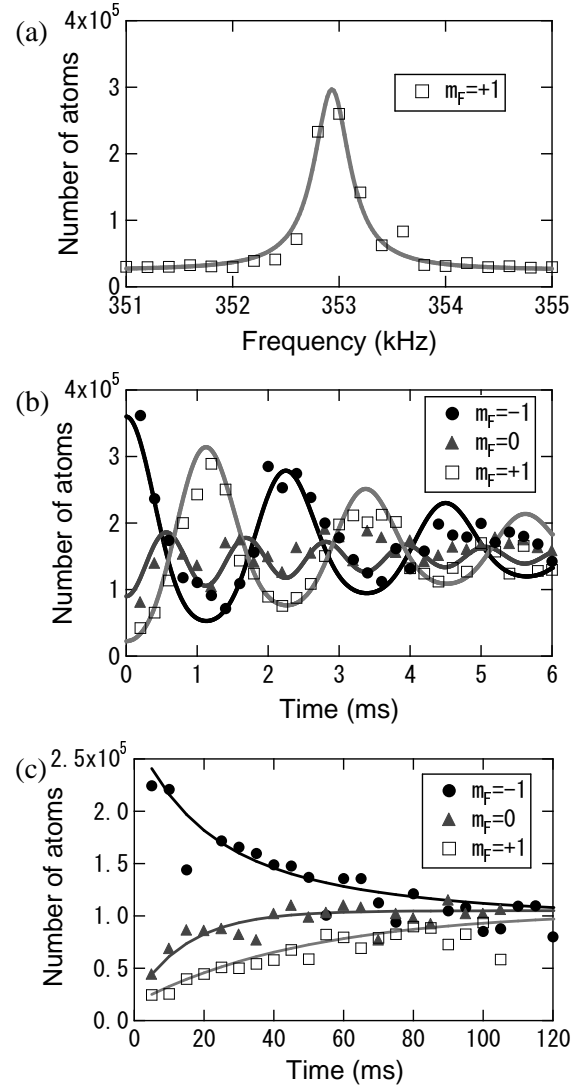 (a)
4x10^5
3
2
1
0
Number of atoms
m_F=+1
351
352
353
354
355
Frequency (kHz)
(b)
4x10^5
3
2
1
0
Number of atoms
m_F=-1
m_F=0
m_F=+1
0
1
2
3
4
5
6
Time (ms)
(c)
2.5x10^5
2.0
1.5
1.0
0.5
0.0
Number of atoms
m_F=-1
m_F=0
m_F=+1
0
20
40
60
80
100
120
Time (ms)